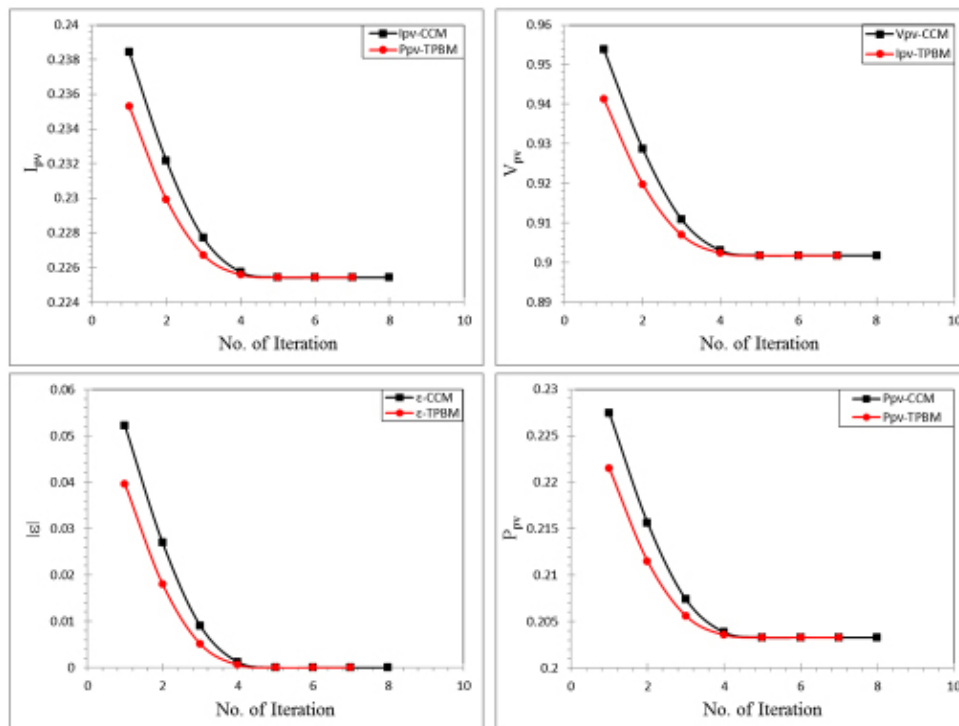 0.24
0.238
0.236
0.234
0.232
0.23
0.228
0.226
0.224
Ipv
Ipv-CCM
Ppv-TPBM
0 2 4 6 8 10
No. of Iteration
0.96
0.95
0.94
0.93
0.92
0.91
0.9
0.89
Vpv
Vpv-CCM
Ipv-TPBM
0 2 4 6 8 10
No. of Iteration
0.06
0.05
0.04
0.03
0.02
0.01
0
|ε|
ε-CCM
ε-TPBM
0 2 4 6 8 10
No. of Iteration
0.23
0.225
0.22
0.215
0.21
0.205
0.2
Ppv
Ppv-CCM
Ppv-TPBM
0 2 4 6 8 10
No. of Iteration